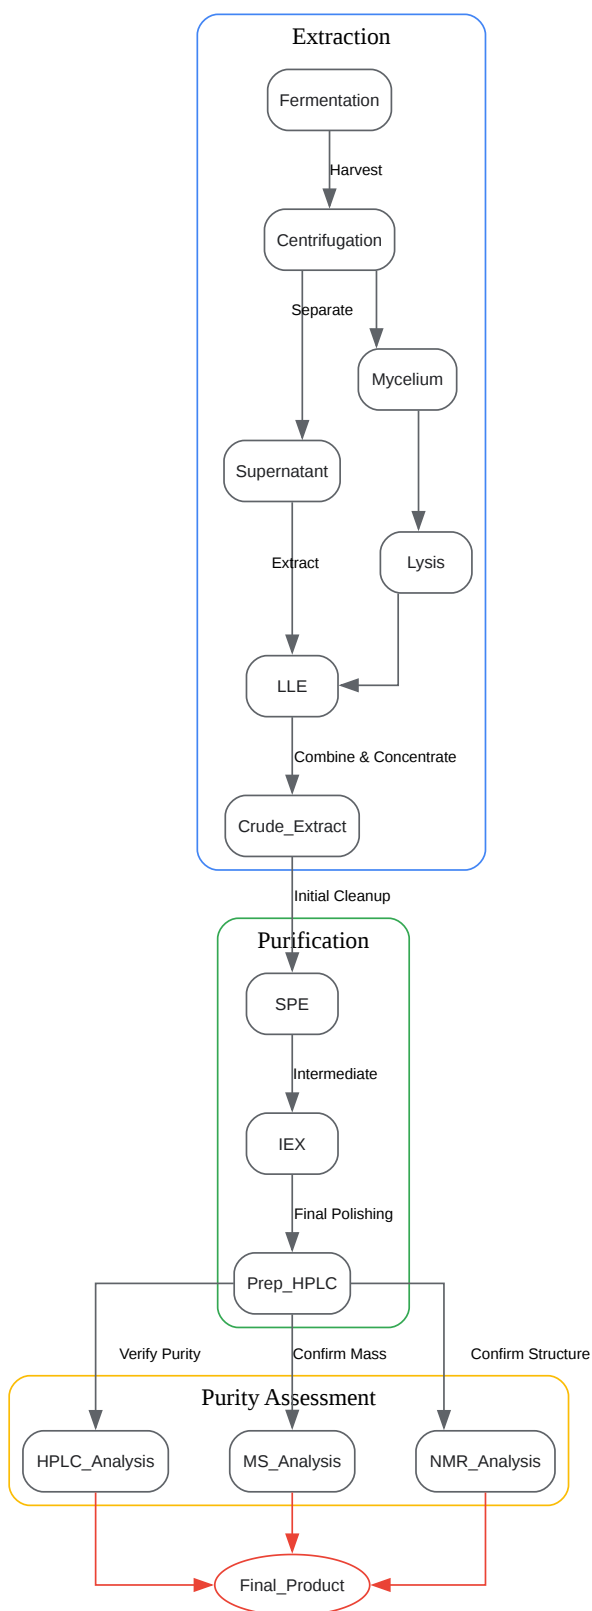 Extraction
Fermentation
Harvest
Centrifugation
Separate
Mycelium
Supernatant
Extract
Lysis
LLE
Combine & Concentrate
Crude_Extract
Initial Cleanup
Purification
SPE
Intermediate
IEX
Final Polishing
Prep_HPLC
Verify Purity
Confirm Mass
Confirm Structure
Purity Assessment
HPLC_Analysis
MS_Analysis
NMR_Analysis
Final_Product